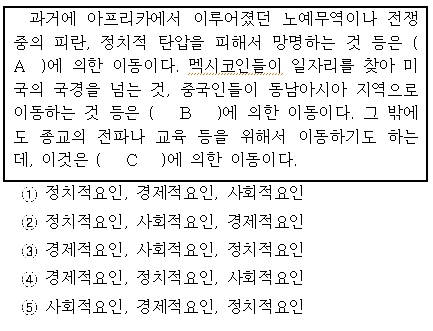 과거에 아프리카에서 이루어졌던 노예무역이나 전쟁
중의 피란, 정치적 탄압을 피해서 망명하는 것 등은 (
A )에 의한 이동이다. 멕시코인들이 일자리를 찾아 미
국의 국경을 넘는 것, 중국인들이 동남아시아 지역으로
이동하는 것 등은 ( B )에 의한 이동이다. 그 밖에
도 종교의 전파나 교육 등을 위해서 이동하기도 하는
데, 이것은 ( C )에 의한 이동이다.
① 정치적요인, 경제적요인, 사회적요인
② 정치적요인, 사회적요인, 경제적요인
③ 경제적요인, 사회적요인, 정치적요인
④ 경제적요인, 정치적요인, 사회적요인
⑤ 사회적요인, 경제적요인, 정치적요인